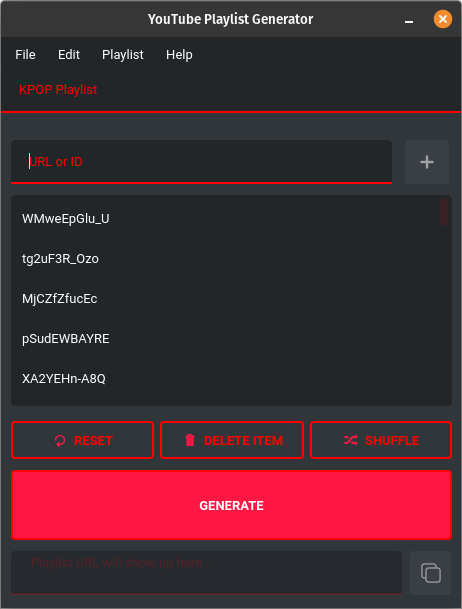 YouTube Playlist Generator
File Edit Playlist Help
KPOP Playlist
URL or ID
WMweEpGlu_U
tg2uF3R_Ozo
MjCZfZfucEc
pSudEWBAYRE
XA2YEHn-A8Q
RESET DELETE ITEM SHUFFLE
GENERATE
Playlist URL will show up here...